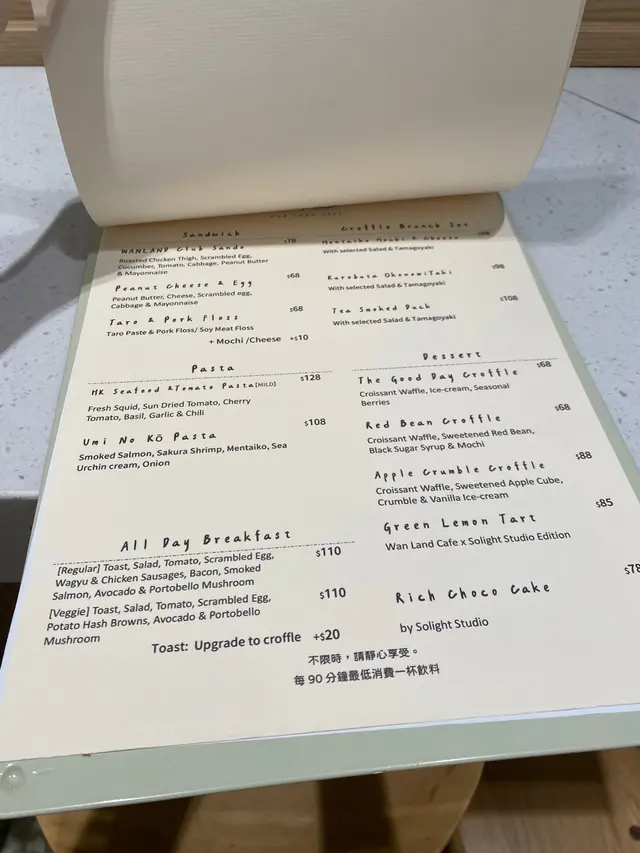 Sandwich
WANLAND Club Sando $78
Roasted Chicken Thigh, Scrambled Egg,
Cucumber, Tomato, Cabbage, Peanut Butter
& Mayonnaise
Peanut Cheese & Egg $68
Peanut Butter, Cheese, Scrambled egg,
Cabbage & Mayonnaise
Taro & Pork Floss $68
Taro Paste & Pork Floss/ Soy Meat Floss
+ Mochi /Cheese +$10
Pasta
HK Seafood &Tomato Pasta[MILD] $128
Fresh Squid, Sun Dried Tomato, Cherry
Tomato, Basil, Garlic & Chili
Umi No Kō Pasta $108
Smoked Salmon, Sakura Shrimp, Mentaiko, Sea
Urchin cream, Onion
All Day Breakfast
[Regular] Toast, Salad, Tomato, Scrambled Egg, $110
Wagyu & Chicken Sausages, Bacon, Smoked
Salmon, Avocado & Portobello Mushroom
[Veggie] Toast, Salad, Tomato, Scrambled Egg, $110
Potato Hash Browns, Avocado & Portobello
Mushroom
Toast: Upgrade to croffle +$20
Croffle Brunch Set
Mentaiko Mochi & Cheese
With selected Salad & Tamagoyaki
Kurobuta OkonomiYaki $98
With selected Salad & Tamagoyaki
Tea Smoked Duck $108
With selected Salad & Tamagoyaki
Dessert
The Good Day Croffle $68
Croissant Waffle, Ice-cream, Seasonal
Berries
Red Bean Croffle $68
Croissant Waffle, Sweetened Red Bean,
Black Sugar Syrup & Mochi
Apple Crumble Croffle $88
Croissant Waffle, Sweetened Apple Cube,
Crumble & Vanilla Ice-cream
Green Lemon Tart $85
Wan Land Cafe x Solight Studio Edition
Rich Choco Cake $78
by Solight Studio
不限時，請靜心享受。
每 90 分鐘最低消費一杯飲料